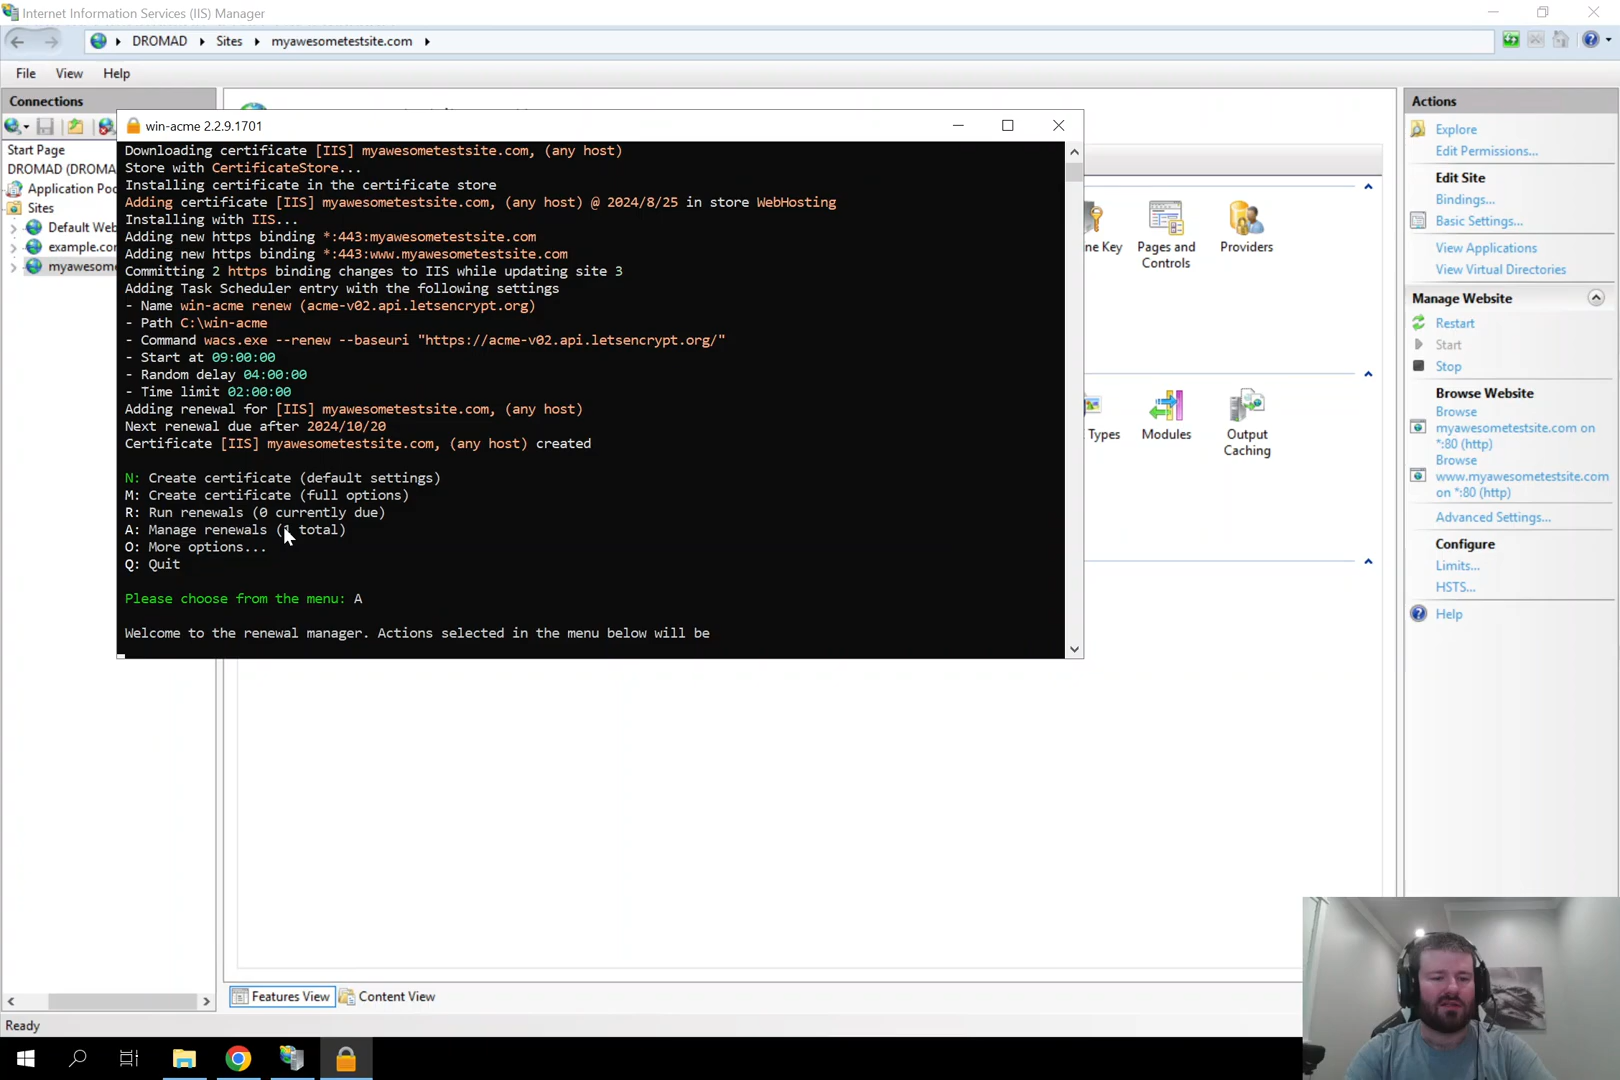 Internet Information Services (IIS) Manager
DROMAD
Sites
myawesometestsite.com
File
View
Help
Connections
Start Page
DROMAD (DROMA
Application Poo
Sites
Default Web
example.co
myawesome
win-acme 2.2.9.1701
Downloading certificate [IIS] myawesometestsite.com, (any host)
Store with CertificateStore...
Installing certificate in the certificate store
Adding certificate [IIS] myawesometestsite.com, (any host) @ 2024/8/25 in store WebHosting
Installing with IIS...
Adding new https binding *:443:myawesometestsite.com
Adding new https binding *:443:www.myawesometestsite.com
Committing 2 https binding changes to IIS while updating site 3
Adding Task Scheduler entry with the following settings
- Name win-acme renew (acme-v02.api.letsencrypt.org)
- Path C:\win-acme
- Command wacs.exe --renew --baseuri "https://acme-v02.api.letsencrypt.org/"
- Start at 09:00:00
- Random delay 04:00:00
- Time limit 02:00:00
Adding renewal for [IIS] myawesometestsite.com, (any host)
Next renewal due after 2024/10/20
Certificate [IIS] myawesometestsite.com, (any host) created
N: Create certificate (default settings)
M: Create certificate (full options)
R: Run renewals (0 currently due)
A: Manage renewals (1 total)
O: More options...
Q: Quit
Please choose from the menu: A
Welcome to the renewal manager. Actions selected in the menu below will be
ne Key
Pages and
Controls
Providers
Types
Modules
Output
Caching
Features View
Content View
Ready
Actions
Explore
Edit Permissions...
Edit Site
Bindings...
Basic Settings...
View Applications
View Virtual Directories
Manage Website
Restart
Start
Stop
Browse Website
Browse
myawesometestsite.com on
*:80 (http)
Browse
www.myawesometestsite.com
on *:80 (http)
Advanced Settings...
Configure
Limits...
HSTS...
Help